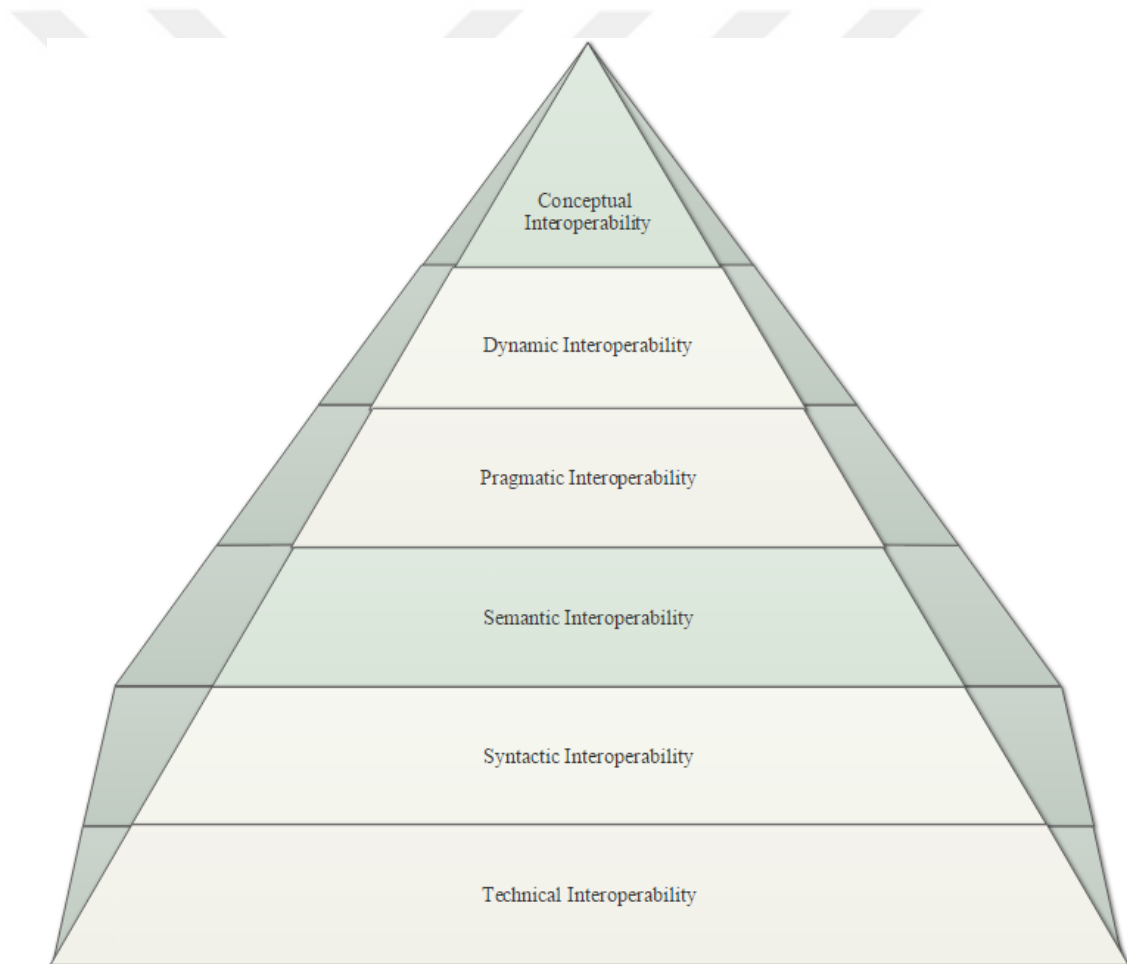 Conceptual
Interoperability
Dynamic Interoperability
Pragmatic Interoperability
Semantic Interoperability
Syntactic Interoperability
Technical Interoperability